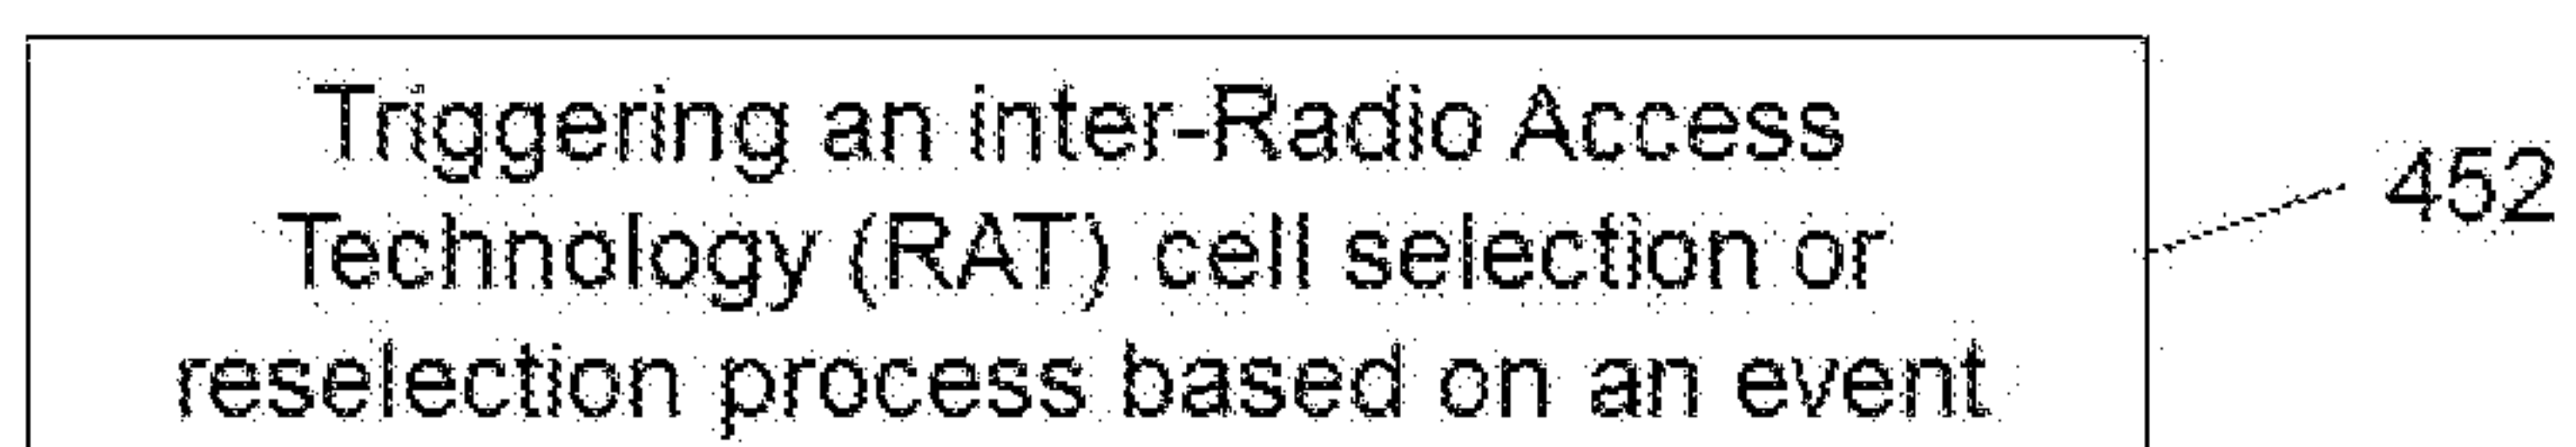 Triggering an inter-Radio Access
Technology (RAT) cell selection or
reselection process based on an event
452